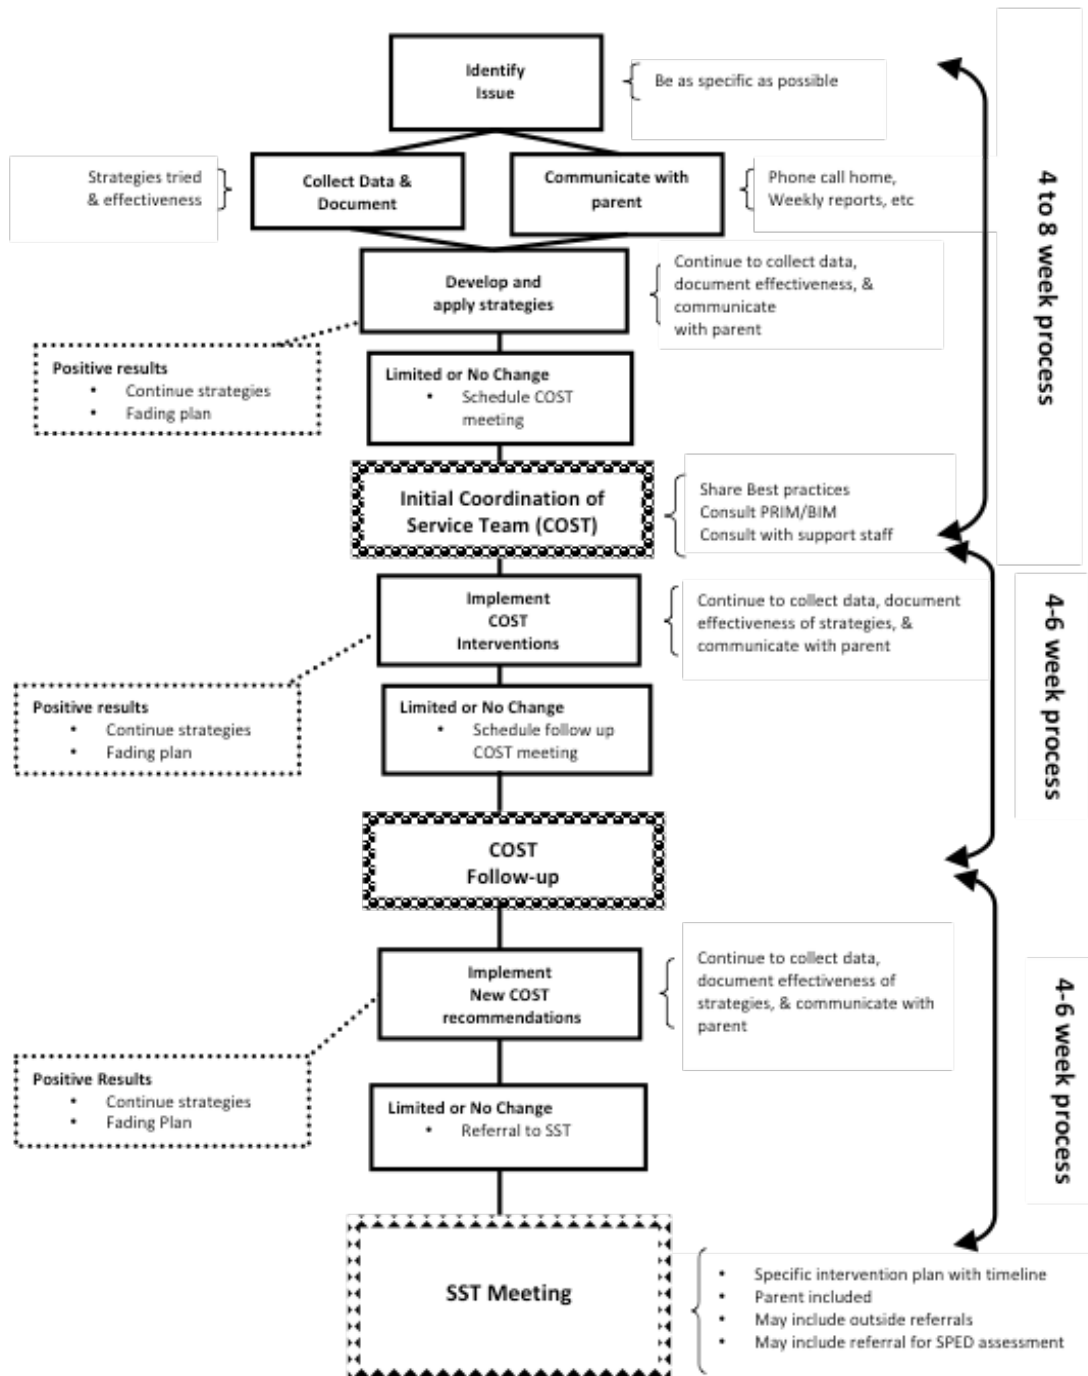 Identify
Issue
Be as specific as possible
Strategies tried
& effectiveness
Collect Data &
Document
Communicate with
parent
Phone call home,
Weekly reports, etc
4 to 8 week process
Develop and
apply strategies
Continue to collect data,
document effectiveness, &
communicate
with parent
Positive results
• Continue strategies
• Fading plan
Limited or No Change
• Schedule COST
meeting
Initial Coordination of
Service Team (COST)
Share Best practices
Consult PRIM/BIM
Consult with support staff
Implement
COST
Interventions
Continue to collect data, document
effectiveness of strategies, &
communicate with parent
4-6 week process
Positive results
• Continue strategies
• Fading plan
Limited or No Change
• Schedule follow up
COST meeting
COST
Follow-up
Implement
New COST
recommendations
Continue to collect data,
document effectiveness of
strategies, & communicate with
parent
4-6 week process
Positive Results
• Continue strategies
• Fading Plan
Limited or No Change
• Referral to SST
SST Meeting
• Specific intervention plan with timeline
• Parent included
• May include outside referrals
• May include referral for SPED assessment